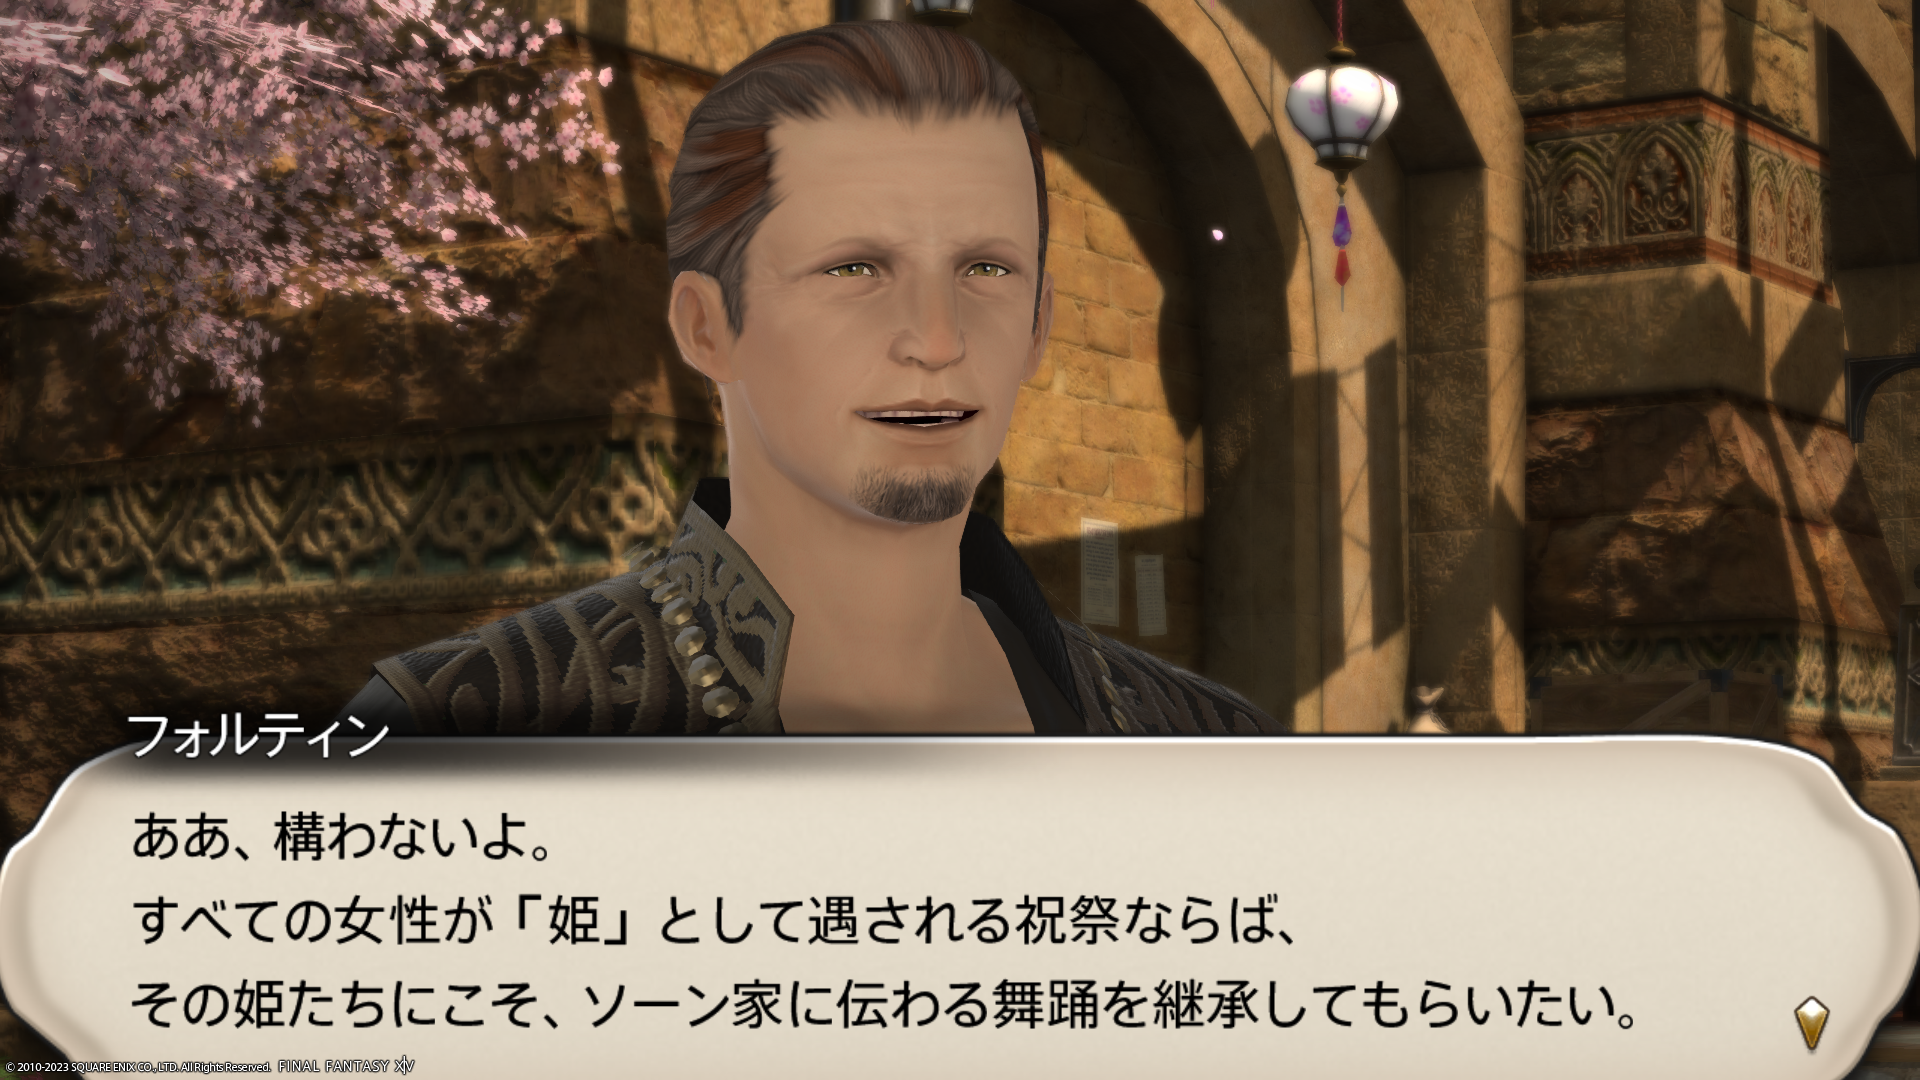 フォルティン
ああ、構わないよ。
すべての女性が「姫」として遇される祝祭ならば、
その姫たちにこそ、ソーン家に伝わる舞踊を継承してもらいたい。
© 2010-2023 SQUARE ENIX CO., LTD. All Rights Reserved. FINAL FANTASY XIV